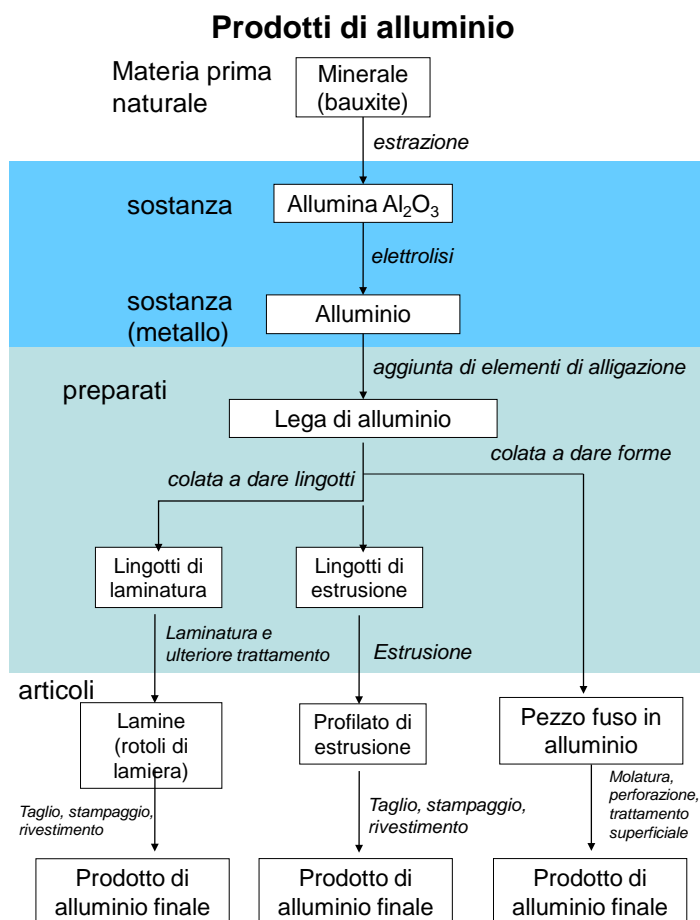 Prodotti di alluminio
Materia prima
naturale
Minerale
(bauxite)
estrazione
sostanza
Allumina Al₂O₃
elettrolisi
sostanza
(metallo)
Alluminio
aggiunta di elementi di alligazione
preparati
Lega di alluminio
colata a dare lingotti
colata a dare forme
Lingotti di
laminatura
Lingotti di
estrusione
Laminatura e
ulteriore trattamento
Estrusione
articoli
Lamine
(rotoli di
lamiera)
Profilato di
estrusione
Pezzo fuso in
alluminio
Taglio, stampaggio,
rivestimento
Taglio, stampaggio,
rivestimento
Molatura,
perforazione,
trattamento
superficiale
Prodotto di
alluminio finale
Prodotto di
alluminio finale
Prodotto di
alluminio finale